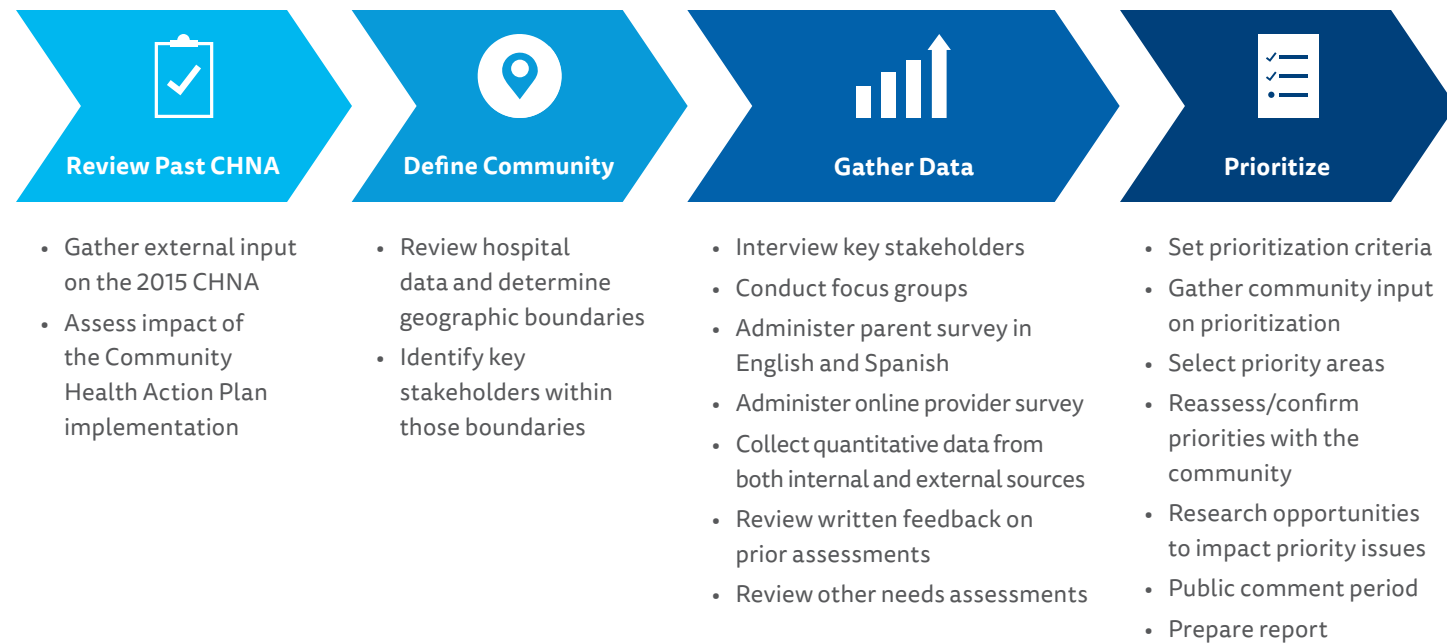 Review Past CHNA
• Gather external input
on the 2015 CHNA
• Assess impact of
the Community
Health Action Plan
implementation
Define Community
• Review hospital
data and determine
geographic boundaries
• Identify key
stakeholders within
those boundaries
Gather Data
• Interview key stakeholders
• Conduct focus groups
• Administer parent survey in
English and Spanish
• Administer online provider survey
• Collect quantitative data from
both internal and external sources
• Review written feedback on
prior assessments
• Review other needs assessments
Prioritize
• Set prioritization criteria
• Gather community input
on prioritization
• Select priority areas
• Reassess/confirm
priorities with the
community
• Research opportunities
to impact priority issues
• Public comment period
• Prepare report